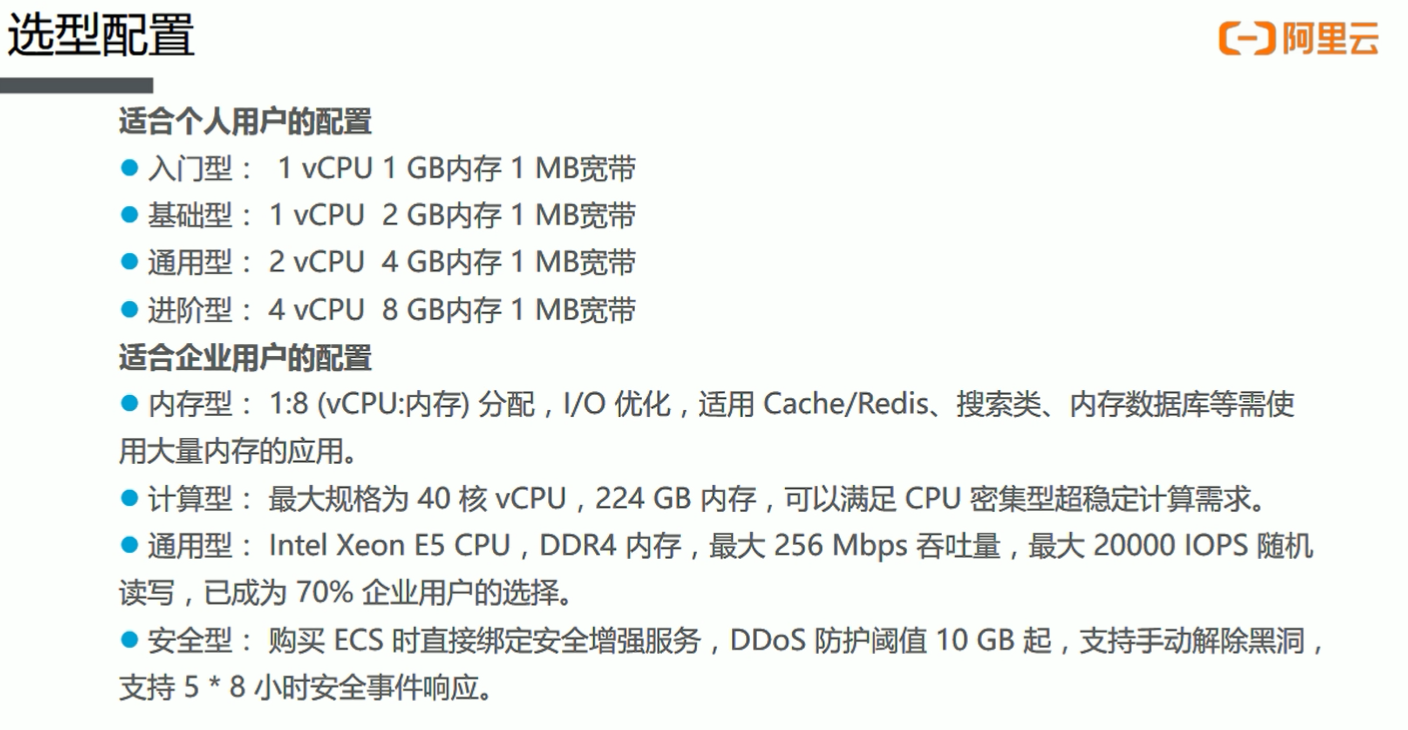 选型配置
阿里云
适合个人用户的配置
● 入门型： 1 vCPU 1 GB内存 1 MB宽带
● 基础型： 1 vCPU 2 GB内存 1 MB宽带
● 通用型： 2 vCPU 4 GB内存 1 MB宽带
● 进阶型： 4 vCPU 8 GB内存 1 MB宽带
适合企业用户的配置
● 内存型： 1:8 (vCPU:内存) 分配，I/O 优化，适用 Cache/Redis、搜索类、内存数据库等需使
用大量内存的应用。
● 计算型： 最大规格为 40 核 vCPU，224 GB 内存，可以满足 CPU 密集型超稳定计算需求。
● 通用型： Intel Xeon E5 CPU，DDR4 内存，最大 256 Mbps 吞吐量，最大 20000 IOPS 随机
读写，已成为 70% 企业用户的选择。
● 安全型： 购买 ECS 时直接绑定安全增强服务，DDoS 防护阈值 10 GB 起，支持手动解除黑洞，
支持 5 * 8 小时安全事件响应。